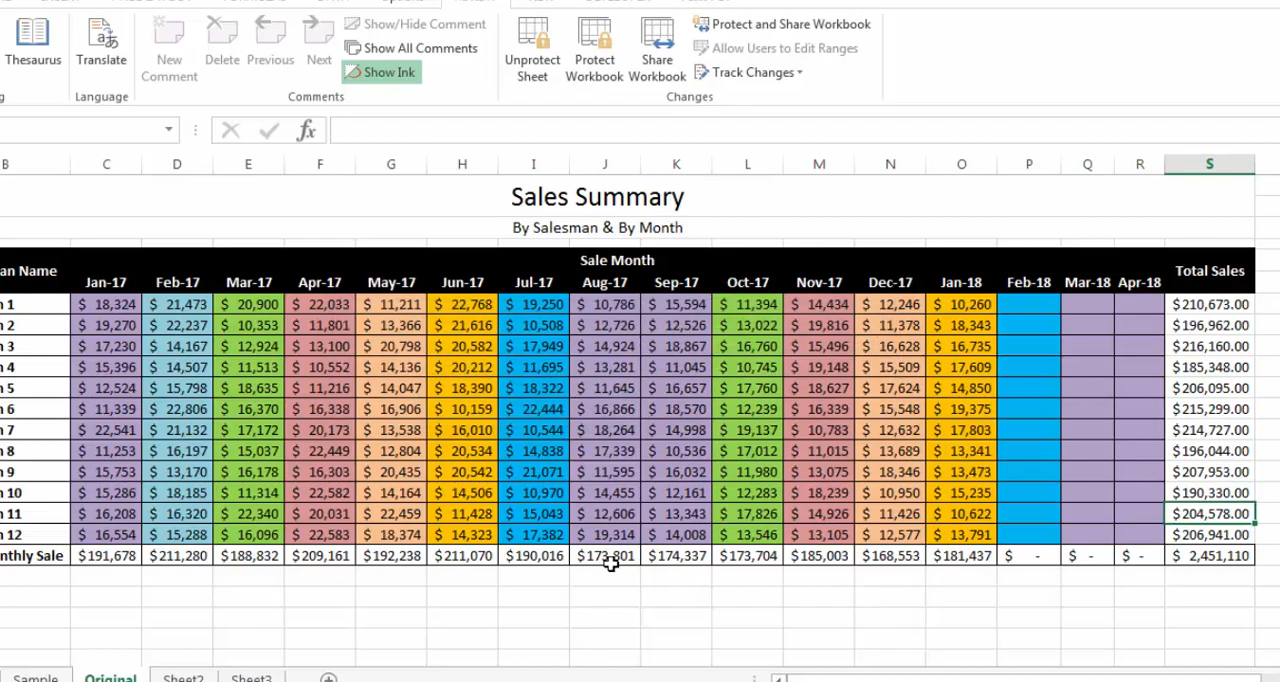 Thesaurus
Translate
New Comment
Delete
Previous
Next
Show/Hide Comment
Show All Comments
Show Ink
Unprotect Sheet
Protect Workbook
Share Workbook
Protect and Share Workbook
Allow Users to Edit Ranges
Track Changes
Language
Comments
Changes
fx
B C D E F G H I J K L M N O P Q R S
Sales Summary
By Salesman & By Month
an Name Sale Month Total Sales
Jan-17 Feb-17 Mar-17 Apr-17 May-17 Jun-17 Jul-17 Aug-17 Sep-17 Oct-17 Nov-17 Dec-17 Jan-18 Feb-18 Mar-18 Apr-18
n 1 $ 18,324 $ 21,473 $ 20,900 $ 22,033 $ 11,211 $ 22,768 $ 19,250 $ 10,786 $ 15,594 $ 11,394 $ 14,434 $ 12,246 $ 10,260 $210,673.00
n 2 $ 19,270 $ 22,237 $ 10,353 $ 11,801 $ 13,366 $ 21,616 $ 10,508 $ 12,726 $ 12,526 $ 13,022 $ 19,816 $ 11,378 $ 18,343 $196,962.00
n 3 $ 17,230 $ 14,167 $ 12,924 $ 13,100 $ 20,798 $ 20,582 $ 17,949 $ 14,924 $ 18,867 $ 16,760 $ 15,496 $ 16,628 $ 16,735 $216,160.00
n 4 $ 15,396 $ 14,507 $ 11,513 $ 10,552 $ 14,136 $ 20,212 $ 11,695 $ 13,281 $ 11,045 $ 10,745 $ 19,148 $ 15,509 $ 17,609 $185,348.00
n 5 $ 12,524 $ 15,798 $ 18,635 $ 11,216 $ 14,047 $ 18,390 $ 18,322 $ 11,645 $ 16,657 $ 17,760 $ 18,627 $ 17,624 $ 14,850 $206,095.00
n 6 $ 11,339 $ 22,806 $ 16,370 $ 16,338 $ 16,906 $ 10,159 $ 22,444 $ 16,866 $ 18,570 $ 12,239 $ 16,339 $ 15,548 $ 19,375 $215,299.00
n 7 $ 22,541 $ 21,132 $ 17,172 $ 20,173 $ 13,538 $ 16,010 $ 10,544 $ 18,264 $ 14,998 $ 19,137 $ 10,783 $ 12,632 $ 17,803 $214,727.00
n 8 $ 11,253 $ 16,197 $ 15,037 $ 22,449 $ 12,804 $ 20,534 $ 14,838 $ 17,339 $ 10,536 $ 17,012 $ 11,015 $ 13,689 $ 13,341 $196,044.00
n 9 $ 15,753 $ 13,170 $ 16,178 $ 16,303 $ 20,435 $ 20,542 $ 21,071 $ 11,595 $ 16,032 $ 11,980 $ 13,075 $ 18,346 $ 13,473 $207,953.00
n 10 $ 15,286 $ 18,185 $ 11,314 $ 22,582 $ 14,164 $ 14,506 $ 10,970 $ 14,455 $ 12,161 $ 12,283 $ 18,239 $ 10,950 $ 15,235 $190,330.00
n 11 $ 16,208 $ 16,320 $ 22,340 $ 20,031 $ 22,459 $ 11,428 $ 15,043 $ 12,606 $ 13,343 $ 17,826 $ 14,926 $ 11,426 $ 10,622 $204,578.00
n 12 $ 16,554 $ 15,288 $ 16,096 $ 22,583 $ 18,374 $ 14,323 $ 17,382 $ 19,314 $ 14,008 $ 13,546 $ 13,105 $ 12,577 $ 13,791 $206,941.00
nthly Sale $191,678 $211,280 $188,832 $209,161 $192,238 $211,070 $190,016 $173,801 $174,337 $173,704 $185,003 $168,553 $181,437 $ - $ - $ - $ 2,451,110
Sample Original Sheet2 Sheet3